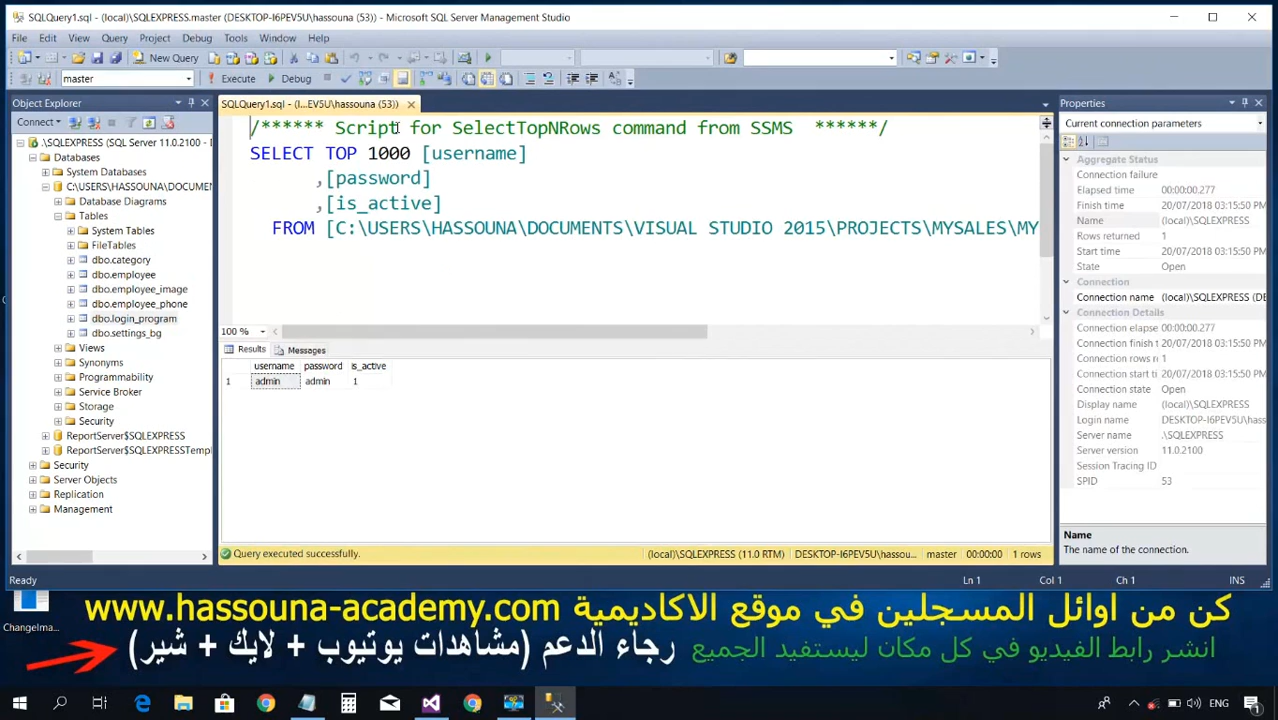 SQLQuery1.sql - (local)\SQLEXPRESS.master (DESKTOP-I6PEV5U\hassouna (53)) - Microsoft SQL Server Management Studio
File Edit View Query Project Debug Tools Window Help
New Query
master Execute Debug
Object Explorer
Connect
.\SQLEXPRESS (SQL Server 11.0.2100
Databases
System Databases
C:\USERS\HASSOUNA\DOCUMEN
Database Diagrams
Tables
System Tables
FileTables
dbo.category
dbo.employee
dbo.employee_image
dbo.employee_phone
dbo.login_program
dbo.settings_bg
Views
Synonyms
Programmability
Service Broker
Storage
Security
ReportServer$SQLEXPRESS
ReportServer$SQLEXPRESSTempl
Security
Server Objects
Replication
Management
SQLQuery1.sql - (l...EV5U\hassouna (53))
/****** Script for SelectTopNRows command from SSMS ******/
SELECT TOP 1000 [username]
,[password]
,[is_active]
FROM [C:\USERS\HASSOUNA\DOCUMENTS\VISUAL STUDIO 2015\PROJECTS\MYSALES\MY
100 %
Results Messages
username password is_active
1 admin admin 1
Query executed successfully. (local)\SQLEXPRESS (11.0 RTM) DESKTOP-I6PEV5U\hassou... master 00:00:00 1 rows
Properties
Current connection parameters
Aggregate Status
Connection failure
Elapsed time 00:00:00.277
Finish time 20/07/2018 03:15:50 PM
Name (local)\SQLEXPRESS
Rows returned 1
Start time 20/07/2018 03:15:50 PM
State Open
Connection
Connection name (local)\SQLEXPRESS (DE
Connection Details
Connection elapse 00:00:00.277
Connection finish t 20/07/2018 03:15:50 PM
Connection rows r 1
Connection start ti 20/07/2018 03:15:50 PM
Connection state Open
Display name (local)\SQLEXPRESS
Login name DESKTOP-I6PEV5U\hass
Server name .\SQLEXPRESS
Server version 11.0.2100
Session Tracing ID
SPID 53
Name
The name of the connection.
Ready Ln 1 Col 1 Ch 1 INS
ChangeIma...
كن من اوائل المسجلين في موقع الاكاديمية www.hassouna-academy.com
انشر رابط الفيديو في كل مكان ليستفيد الجميع رجاء الدعم (مشاهدات يوتيوب + لايك + شير)
ENG